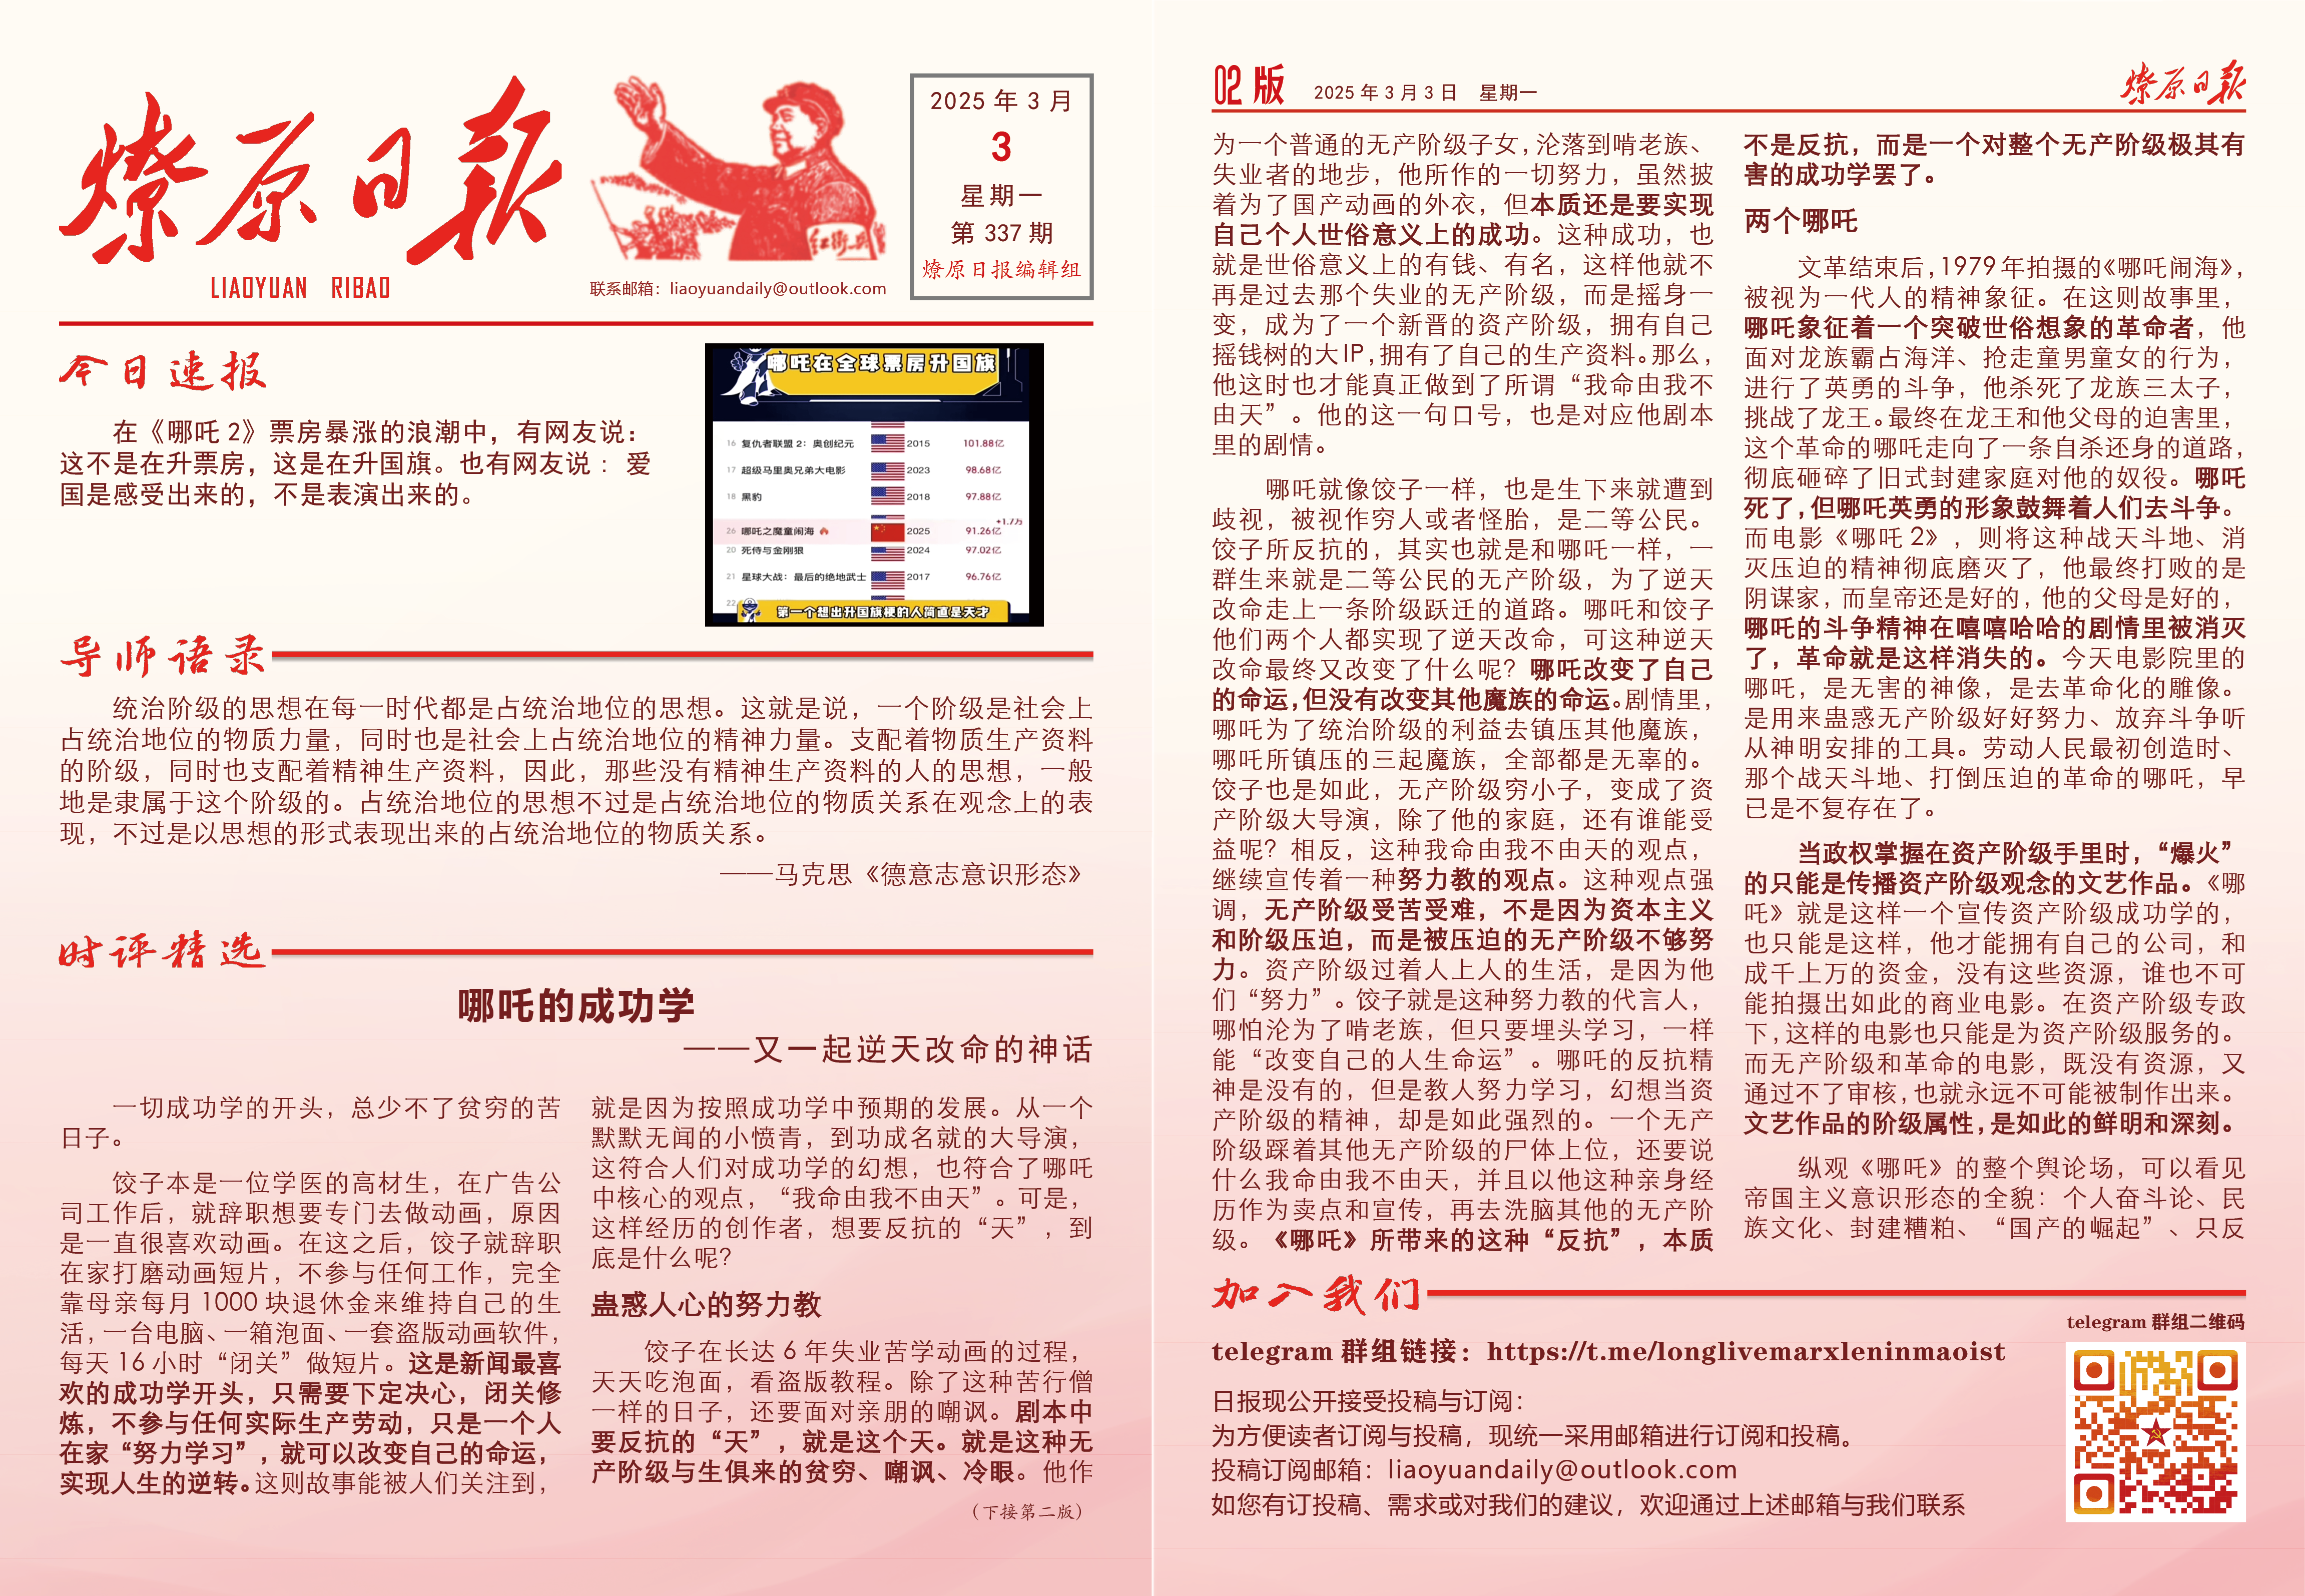 燎原日报
LIAOYUAN RIBAO
联系邮箱：liaoyuandaily@outlook.com
2025 年 3 月
3
星期一
第 337 期
燎原日报编辑组
今日速报
在《哪吒 2》票房暴涨的浪潮中，有网友说：
这不是在升票房，这是在升国旗。也有网友说 ：爱
国是感受出来的，不是表演出来的。
哪吒在全球票房升国旗
16 复仇者联盟 2：奥创纪元 2015 101.88亿
17 超级马里奥兄弟大电影 2023 98.68亿
18 黑豹 2018 97.88亿
+1.7万
26 哪吒之魔童闹海 2025 91.26亿
20 死侍与金刚狼 2024 97.02亿
21 星球大战：最后的绝地武士 2017 96.76亿
22
第一个想出升国旗梗的人简直是天才
导师语录
统治阶级的思想在每一时代都是占统治地位的思想。这就是说，一个阶级是社会上
占统治地位的物质力量，同时也是社会上占统治地位的精神力量。支配着物质生产资料
的阶级，同时也支配着精神生产资料，因此，那些没有精神生产资料的人的思想，一般
地是隶属于这个阶级的。占统治地位的思想不过是占统治地位的物质关系在观念上的表
现，不过是以思想的形式表现出来的占统治地位的物质关系。
——马克思《德意志意识形态》
时评精选
哪吒的成功学
——又一起逆天改命的神话
一切成功学的开头，总少不了贫穷的苦
日子。
饺子本是一位学医的高材生，在广告公
司工作后，就辞职想要专门去做动画，原因
是一直很喜欢动画。在这之后，饺子就辞职
在家打磨动画短片，不参与任何工作，完全
靠母亲每月 1000 块退休金来维持自己的生
活，一台电脑、一箱泡面、一套盗版动画软件，
每天 16 小时“闭关”做短片。这是新闻最喜
欢的成功学开头，只需要下定决心，闭关修
炼，不参与任何实际生产劳动，只是一个人
在家“努力学习”，就可以改变自己的命运，
实现人生的逆转。这则故事能被人们关注到，
就是因为按照成功学中预期的发展。从一个
默默无闻的小愤青，到功成名就的大导演，
这符合人们对成功学的幻想，也符合了哪吒
中核心的观点，“我命由我不由天”。可是，
这样经历的创作者，想要反抗的“天”，到
底是什么呢？
蛊惑人心的努力教
饺子在长达 6 年失业苦学动画的过程，
天天吃泡面，看盗版教程。除了这种苦行僧
一样的日子，还要面对亲朋的嘲讽。剧本中
要反抗的“天”，就是这个天。就是这种无
产阶级与生俱来的贫穷、嘲讽、冷眼。他作
（下接第二版）
02 版 2025 年 3 月 3 日 星期一
燎原日报
为一个普通的无产阶级子女，沦落到啃老族、
失业者的地步，他所作的一切努力，虽然披
着为了国产动画的外衣，但本质还是要实现
自己个人世俗意义上的成功。这种成功，也
就是世俗意义上的有钱、有名，这样他就不
再是过去那个失业的无产阶级，而是摇身一
变，成为了一个新晋的资产阶级，拥有自己
摇钱树的大IP，拥有了自己的生产资料。那么，
他这时也才能真正做到了所谓“我命由我不
由天”。他的这一句口号，也是对应他剧本
里的剧情。
哪吒就像饺子一样，也是生下来就遭到
歧视，被视作穷人或者怪胎，是二等公民。
饺子所反抗的，其实也就是和哪吒一样，一
群生来就是二等公民的无产阶级，为了逆天
改命走上一条阶级跃迁的道路。哪吒和饺子
他们两个人都实现了逆天改命，可这种逆天
改命最终又改变了什么呢？哪吒改变了自己
的命运，但没有改变其他魔族的命运。剧情里，
哪吒为了统治阶级的利益去镇压其他魔族，
哪吒所镇压的三起魔族，全部都是无辜的。
饺子也是如此，无产阶级穷小子，变成了资
产阶级大导演，除了他的家庭，还有谁能受
益呢？相反，这种我命由我不由天的观点，
继续宣传着一种努力教的观点。这种观点强
调，无产阶级受苦受难，不是因为资本主义
和阶级压迫，而是被压迫的无产阶级不够努
力。资产阶级过着人上人的生活，是因为他
们“努力”。饺子就是这种努力教的代言人，
哪怕沦为了啃老族，但只要埋头学习，一样
能“改变自己的人生命运”。哪吒的反抗精
神是没有的，但是教人努力学习，幻想当资
产阶级的精神，却是如此强烈的。一个无产
阶级踩着其他无产阶级的尸体上位，还要说
什么我命由我不由天，并且以他这种亲身经
历作为卖点和宣传，再去洗脑其他的无产阶
级。《哪吒》所带来的这种“反抗”，本质
不是反抗，而是一个对整个无产阶级极其有
害的成功学罢了。
两个哪吒
文革结束后，1979 年拍摄的《哪吒闹海》，
被视为一代人的精神象征。在这则故事里，
哪吒象征着一个突破世俗想象的革命者，他
面对龙族霸占海洋、抢走童男童女的行为，
进行了英勇的斗争，他杀死了龙族三太子，
挑战了龙王。最终在龙王和他父母的迫害里，
这个革命的哪吒走向了一条自杀还身的道路，
彻底砸碎了旧式封建家庭对他的奴役。哪吒
死了，但哪吒英勇的形象鼓舞着人们去斗争。
而电影《哪吒 2》，则将这种战天斗地、消
灭压迫的精神彻底磨灭了，他最终打败的是
阴谋家，而皇帝还是好的，他的父母是好的，
哪吒的斗争精神在嘻嘻哈哈的剧情里被消灭
了，革命就是这样消失的。今天电影院里的
哪吒，是无害的神像，是去革命化的雕像。
是用来蛊惑无产阶级好好努力、放弃斗争听
从神明安排的工具。劳动人民最初创造时、
那个战天斗地、打倒压迫的革命的哪吒，早
已是不复存在了。
当政权掌握在资产阶级手里时，“爆火”
的只能是传播资产阶级观念的文艺作品。《哪
吒》就是这样一个宣传资产阶级成功学的，
也只能是这样，他才能拥有自己的公司，和
成千上万的资金，没有这些资源，谁也不可
能拍摄出如此的商业电影。在资产阶级专政
下，这样的电影也只能是为资产阶级服务的。
而无产阶级和革命的电影，既没有资源，又
通过不了审核，也就永远不可能被制作出来。
文艺作品的阶级属性，是如此的鲜明和深刻。
纵观《哪吒》的整个舆论场，可以看见
帝国主义意识形态的全貌：个人奋斗论、民
族文化、封建糟粕、“国产的崛起”、只反
加入我们
telegram 群组二维码
telegram 群组链接：https://t.me/longlivemarxleninmaoist
日报现公开接受投稿与订阅：
为方便读者订阅与投稿，现统一采用邮箱进行订阅和投稿。
投稿订阅邮箱：liaoyuandaily@outlook.com
如您有订投稿、需求或对我们的建议，欢迎通过上述邮箱与我们联系